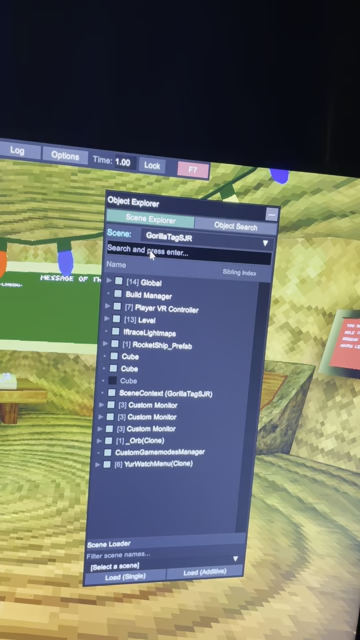 Log
Options
Time: 1.00
Lock
F7
Object Explorer
Scene Explorer
Object Search
Scene: GorillaTagSJR
Search and press enter...
Name
Sibling Index
[14] Global
Build Manager
[7] Player VR Controller
[13] Level
IftraceLightmaps
[1] RocketShip_Prefab
Cube
Cube
Cube
SceneContext (GorillaTagSJR)
[3] Custom Monitor
[3] Custom Monitor
[3] Custom Monitor
[1] _Orb(Clone)
CustomGamemodesManager
[6] YurWatchMenu(Clone)
Scene Loader
Filter scene names...
[Select a scene]
Load (Single)
Load (Additive)
MESSAGE OF